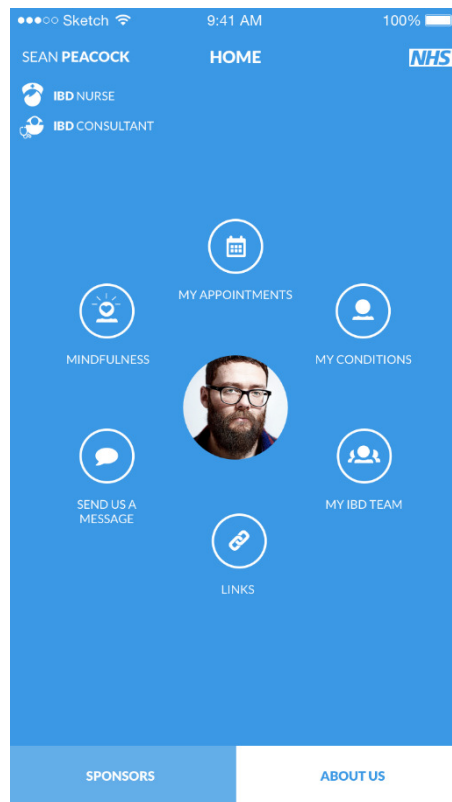 Sketch 9:41 AM 100%
SEAN PEACOCK HOME NHS
IBD NURSE
IBD CONSULTANT
MY APPOINTMENTS
MINDFULNESS MY CONDITIONS
SEND US A
MESSAGE
MY IBD TEAM
LINKS
SPONSORS ABOUT US